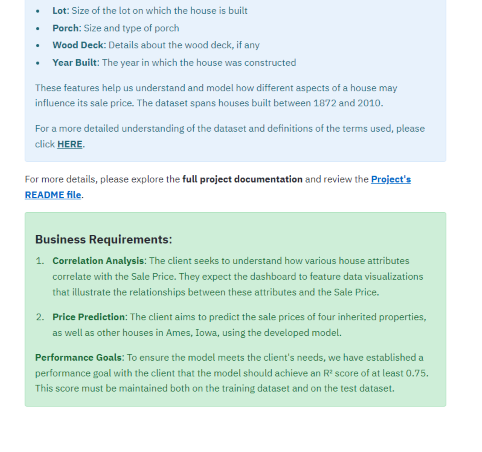 • Lot: Size of the lot on which the house is built
• Porch: Size and type of porch
• Wood Deck: Details about the wood deck, if any
• Year Built: The year in which the house was constructed
These features help us understand and model how different aspects of a house may
influence its sale price. The dataset spans houses built between 1872 and 2010.
For a more detailed understanding of the dataset and definitions of the terms used, please
click HERE.
For more details, please explore the full project documentation and review the Project's
README file.
Business Requirements:
1. Correlation Analysis: The client seeks to understand how various house attributes
correlate with the Sale Price. They expect the dashboard to feature data visualizations
that illustrate the relationships between these attributes and the Sale Price.
2. Price Prediction: The client aims to predict the sale prices of four inherited properties,
as well as other houses in Ames, Iowa, using the developed model.
Performance Goals: To ensure the model meets the client's needs, we have established a
performance goal with the client that the model should achieve an R² score of at least 0.75.
This score must be maintained both on the training dataset and on the test dataset.